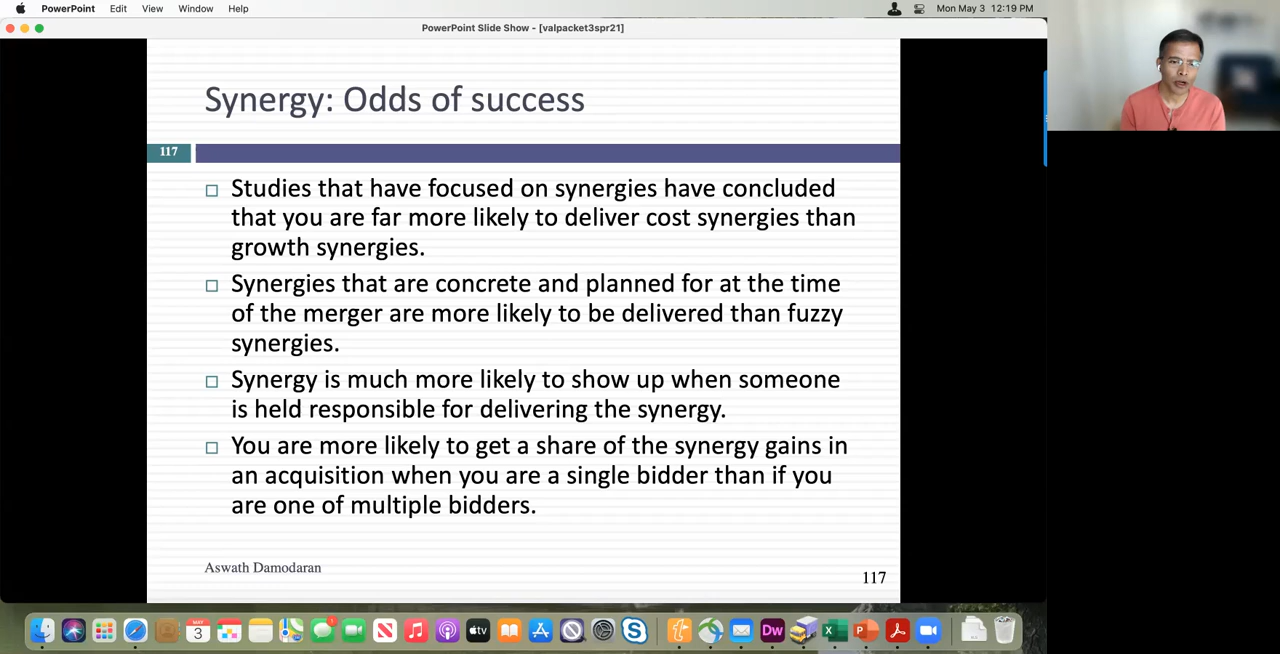 PowerPoint Edit View Window Help Mon May 3 12:19 PM
PowerPoint Slide Show - [valpacket3spr21]
Synergy: Odds of success
117
Studies that have focused on synergies have concluded
that you are far more likely to deliver cost synergies than
growth synergies.
Synergies that are concrete and planned for at the time
of the merger are more likely to be delivered than fuzzy
synergies.
Synergy is much more likely to show up when someone
is held responsible for delivering the synergy.
You are more likely to get a share of the synergy gains in
an acquisition when you are a single bidder than if you
are one of multiple bidders.
Aswath Damodaran
117
MAY
3
tv
Dw